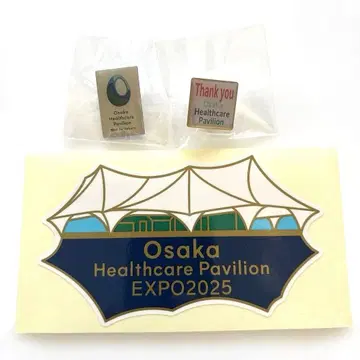 Osaka
Healthcare
Pavilion
Thank you
Osaka
Healthcare
Pavilion
Osaka
Healthcare Pavilion
EXPO2025